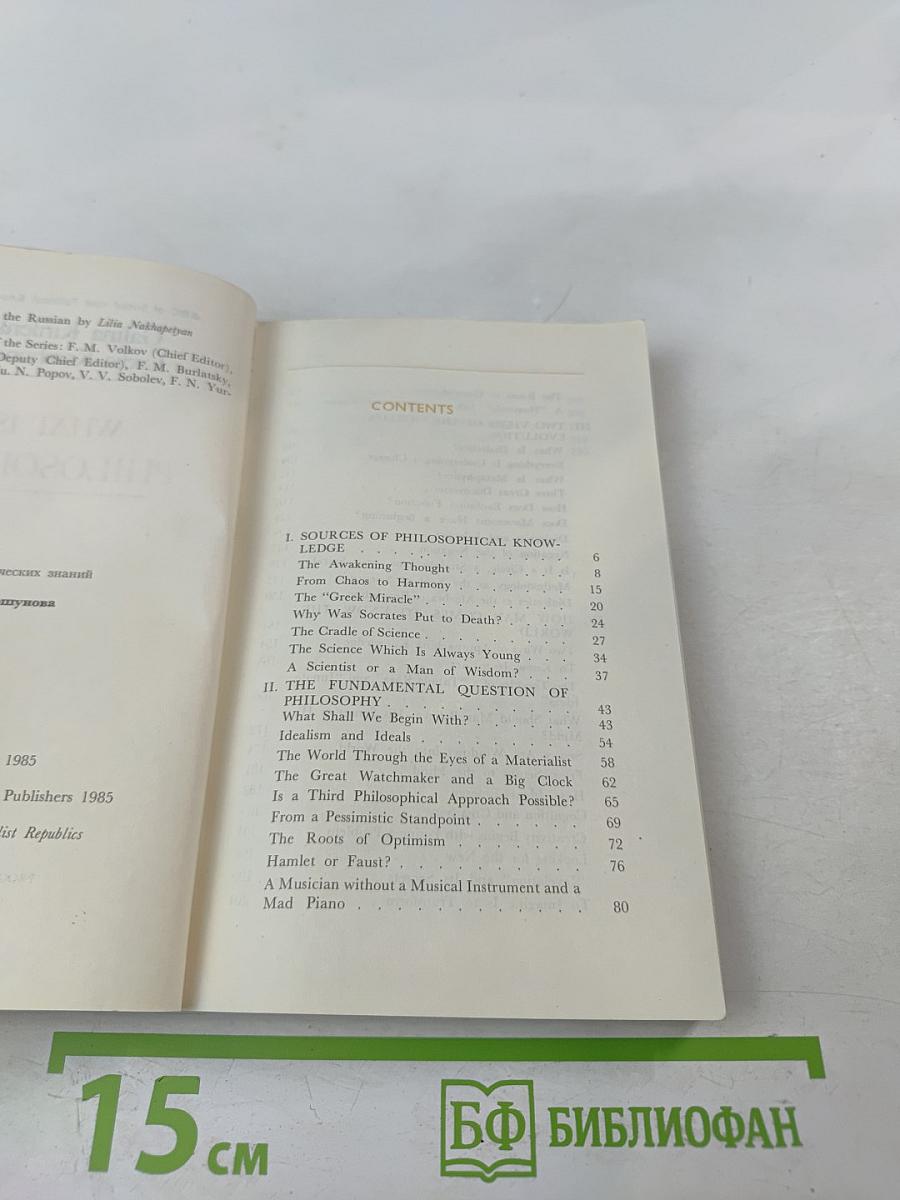 the Russian by Lilia Nakhapetyan
the Series: F. M. Volkov (Chief Editor),
Deputy Chief Editor), F. M. Burlatsky,
u. N. Popov, V. V. Sobolev, F. N. Yur-
ческих знаний
1985
Publishers 1985
list Republics
CONTENTS
I. SOURCES OF PHILOSOPHICAL KNOW-
LEDGE . . . . . . . . . . . . 6
The Awakening Thought . . . . . . . 8
From Chaos to Harmony . . . . . . 15
The "Greek Miracle" . . . . . . . . 20
Why Was Socrates Put to Death? . . . . 24
The Cradle of Science . . . . . . . . 27
The Science Which Is Always Young . . . 34
A Scientist or a Man of Wisdom? . . . 37
II. THE FUNDAMENTAL QUESTION OF
PHILOSOPHY . . . . . . . . . . 43
What Shall We Begin With? . . . . . 43
Idealism and Ideals . . . . . . . . 54
The World Through the Eyes of a Materialist 58
The Great Watchmaker and a Big Clock 62
Is a Third Philosophical Approach Possible? 65
From a Pessimistic Standpoint . . . . . . 69
The Roots of Optimism . . . . . . . 72
Hamlet or Faust? . . . . . . . . . 76
A Musician without a Musical Instrument and a
Mad Piano . . . . . . . . . . . . 80
15 см
БФ БИБЛИОФАН